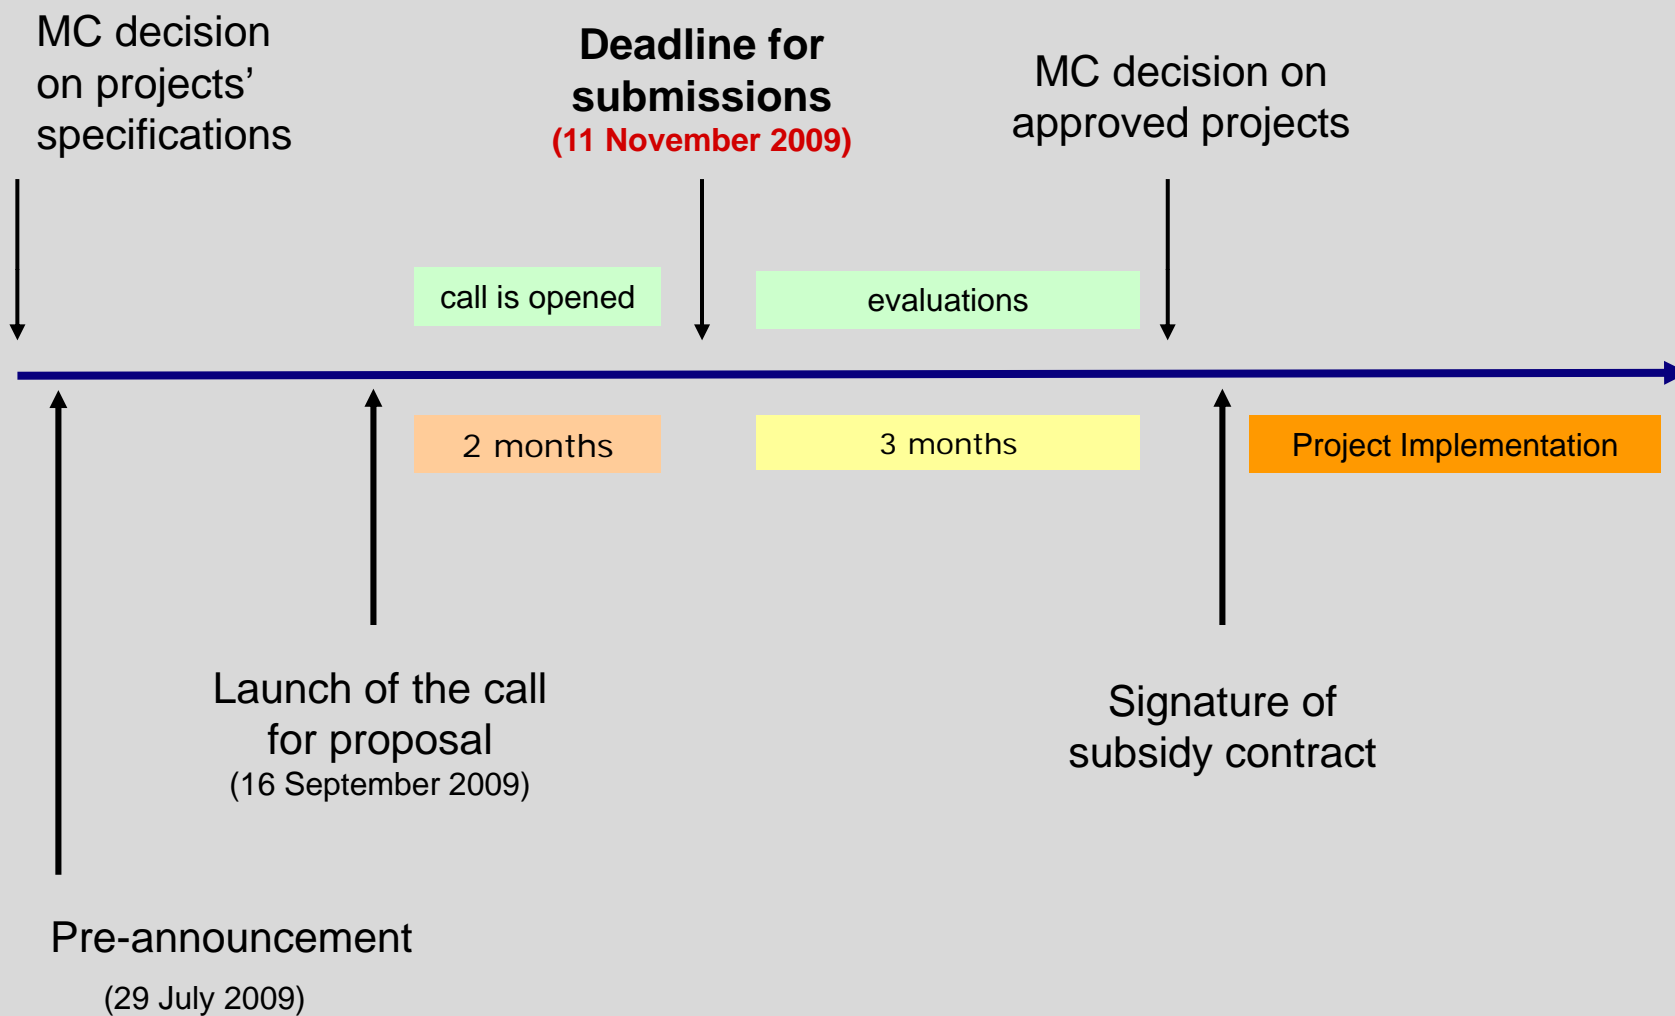 MC decision
on projects’
specifications
Deadline for
submissions
(11 November 2009)
MC decision on
approved projects
call is opened
evaluations
2 months
3 months
Project Implementation
Launch of the call
for proposal
(16 September 2009)
Signature of
subsidy contract
Pre-announcement
(29 July 2009)